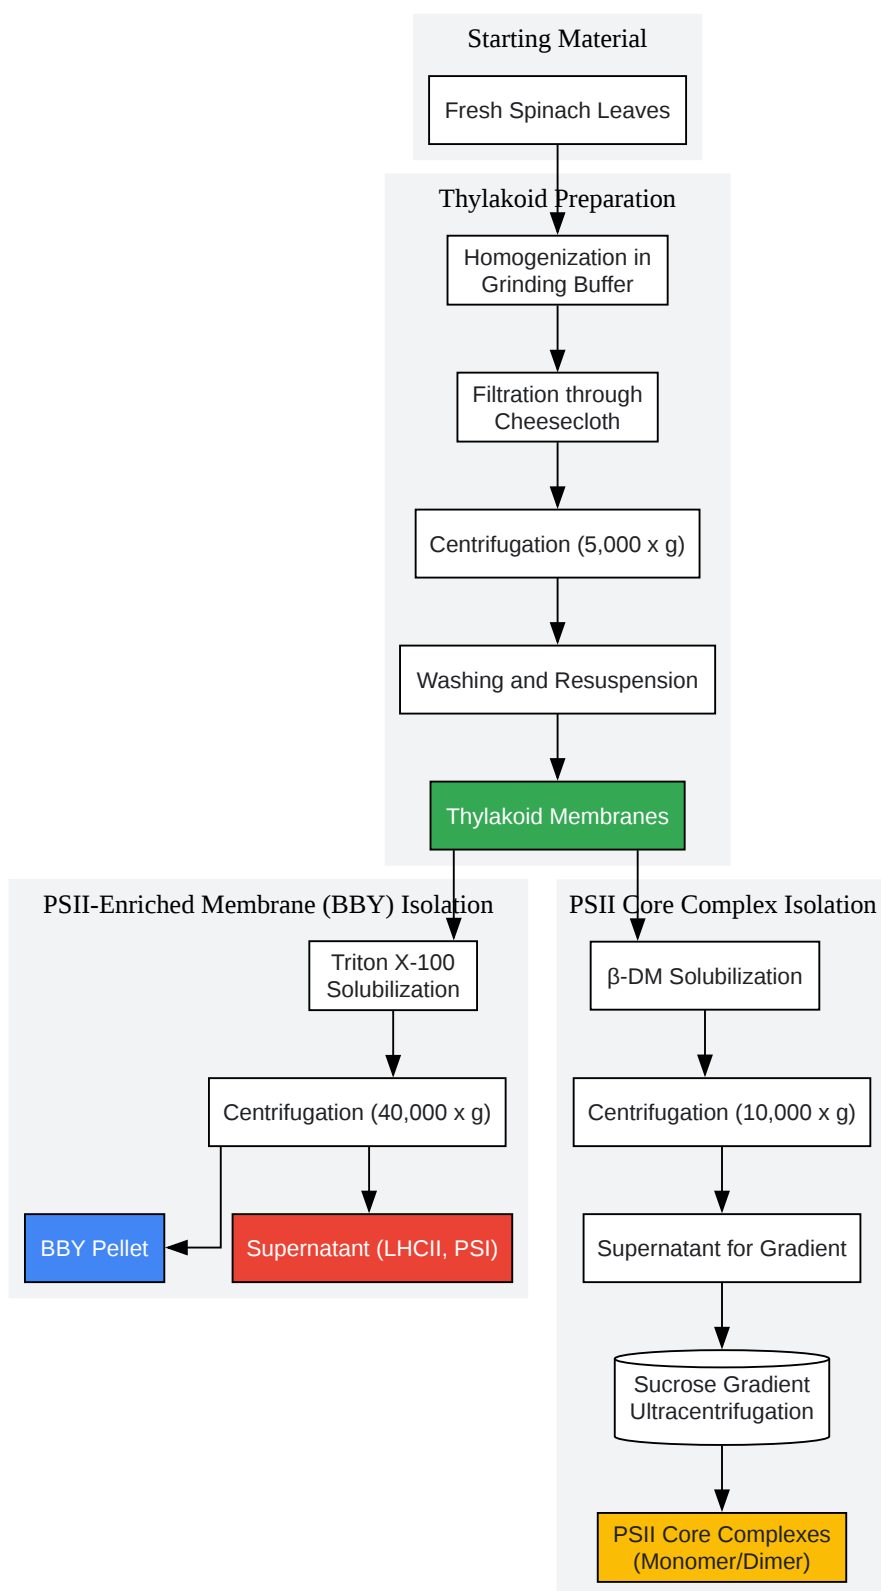 Starting Material
Fresh Spinach Leaves
Thylakoid Preparation
Homogenization in
Grinding Buffer
Filtration through
Cheesecloth
Centrifugation (5,000 x g)
Washing and Resuspension
Thylakoid Membranes
PSII-Enriched Membrane (BBY) Isolation
Triton X-100
Solubilization
Centrifugation (40,000 x g)
BBY Pellet
Supernatant (LHCII, PSI)
PSII Core Complex Isolation
β-DM Solubilization
Centrifugation (10,000 x g)
Supernatant for Gradient
Sucrose Gradient
Ultracentrifugation
PSII Core Complexes
(Monomer/Dimer)